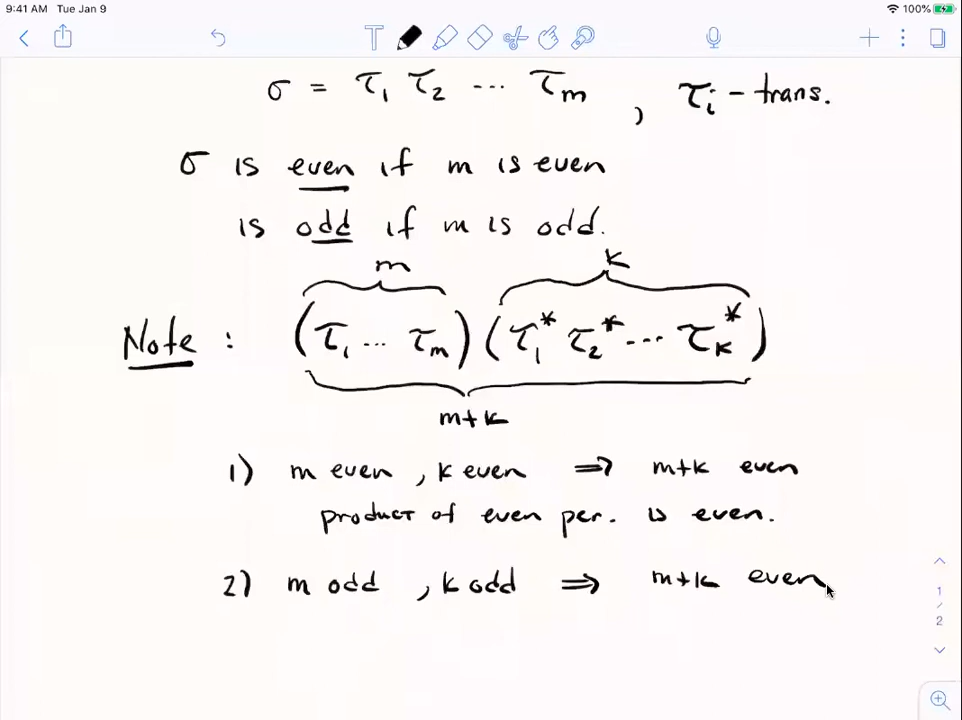 9:41 AM Tue Jan 9
100%
σ = τ₁ τ₂ ... τₘ , τᵢ - trans.
σ is even if m is even
is odd if m is odd.
m k
Note : (τ₁ ... τₘ) (τ₁* τ₂* ... τₖ*)
m+k
1) m even , k even ⇒ m+k even
product of even per. is even.
2) m odd , k odd ⇒ m+k even
1
/
2